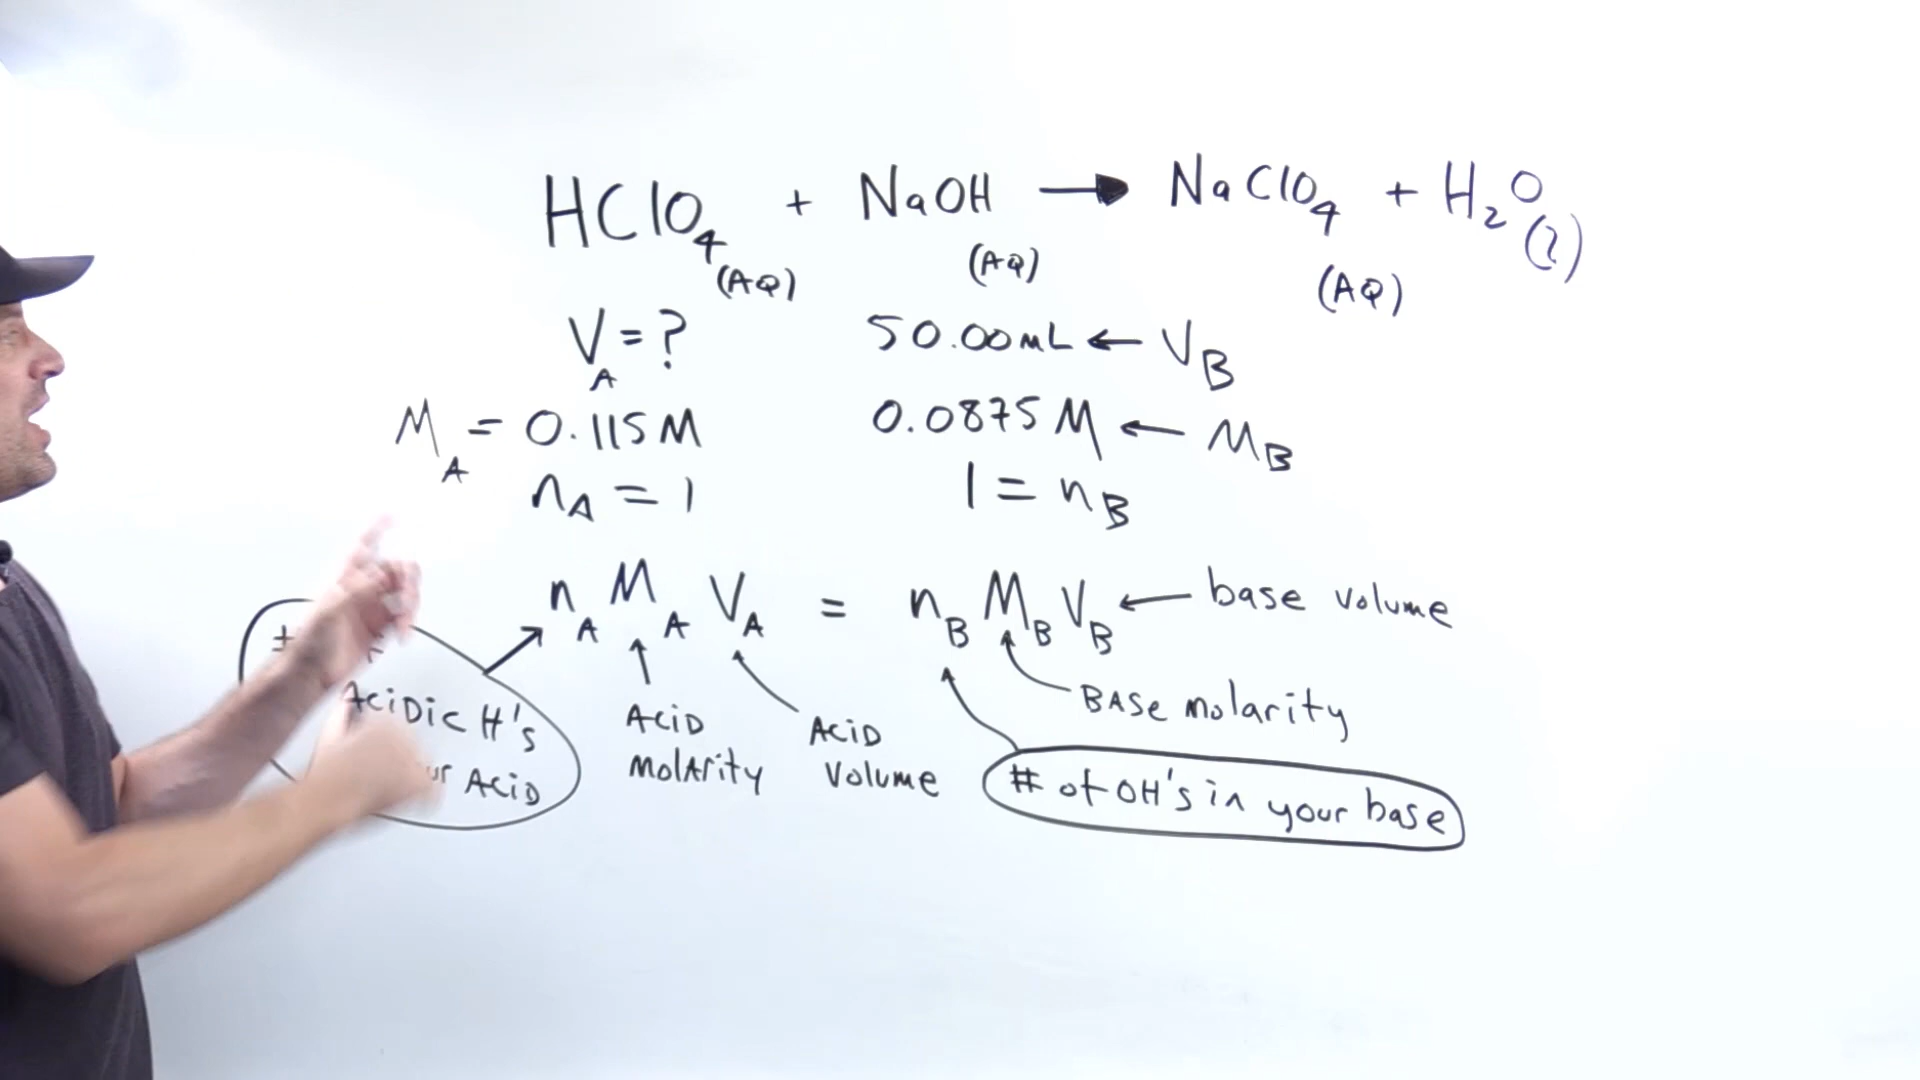 HClO4 (AQ) + NaOH (AQ) → NaClO4 (AQ) + H2O (l)
VA = ? 50.00mL ← VB
MA = 0.115M 0.0875 M ← MB
nA = 1 1 = nB
nA MA VA = nB MB VB ← base volume
ACiDic H's
ACiD
ACiD
molArity
ACiD
Volume
BASe molarity
# of OH's in your base